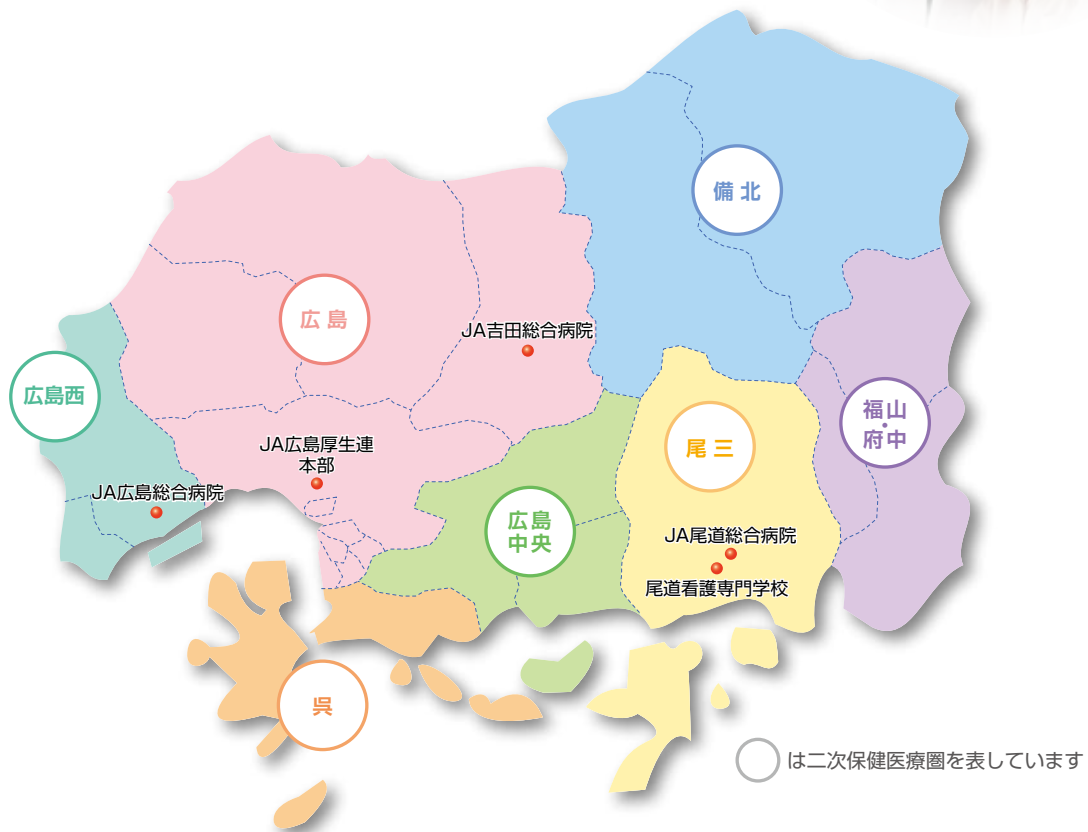 備北
広島
JA吉田総合病院
広島西
福山
・
府中
JA広島厚生連
本部
尾三
JA広島総合病院
広島
中央
JA尾道総合病院
尾道看護専門学校
呉
は二次保健医療圏を表しています